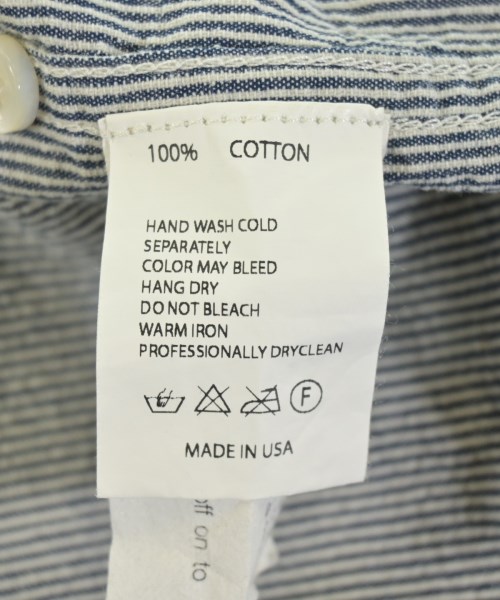 100% COTTON
HAND WASH COLD
SEPARATELY
COLOR MAY BLEED
HANG DRY
DO NOT BLEACH
WARM IRON
PROFESSIONALLY DRYCLEAN
F
MADE IN USA
off on to